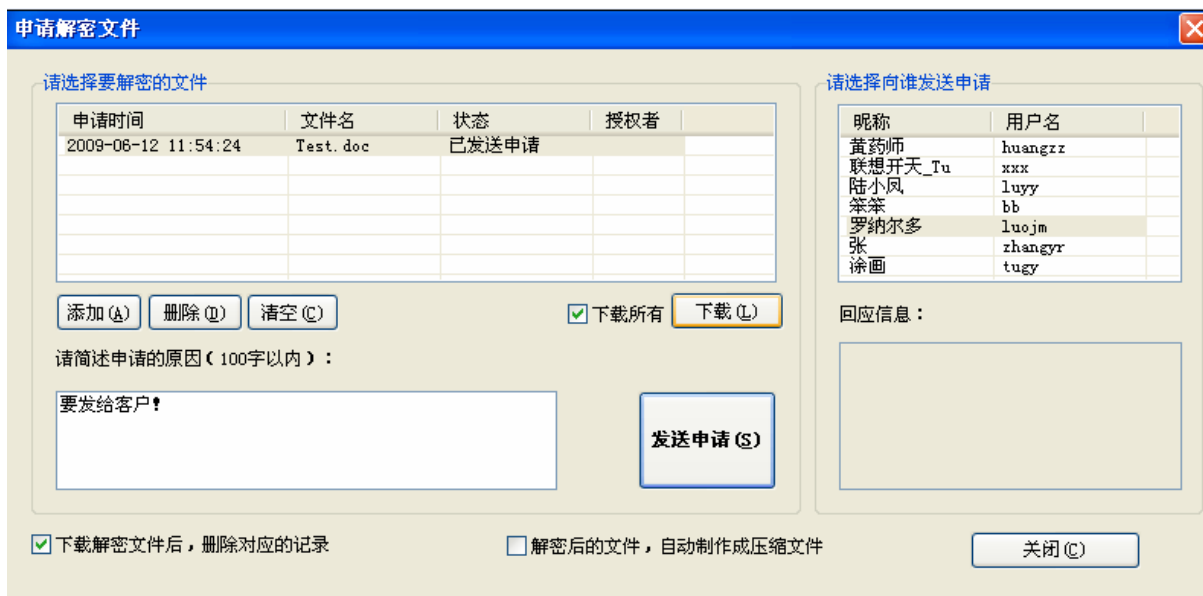 申请解密文件
请选择要解密的文件
申请时间 文件名 状态 授权者
2009-06-12 11:54:24 Test.doc 已发送申请
添加(A) 删除(D) 清空(C) 下载所有 下载(L)
请简述申请的原因(100字以内):
要发给客户!
发送申请(S)
请选择向谁发送申请
昵称 用户名
黄药师 huangzz
联想开天_Tu xxx
陆小凤 luyy
笨笨 bb
罗纳尔多 luojm
张 zhangyr
涂画 tugy
回应信息:
下载解密文件后,删除对应的记录 解密后的文件,自动制作成压缩文件 关闭(C)